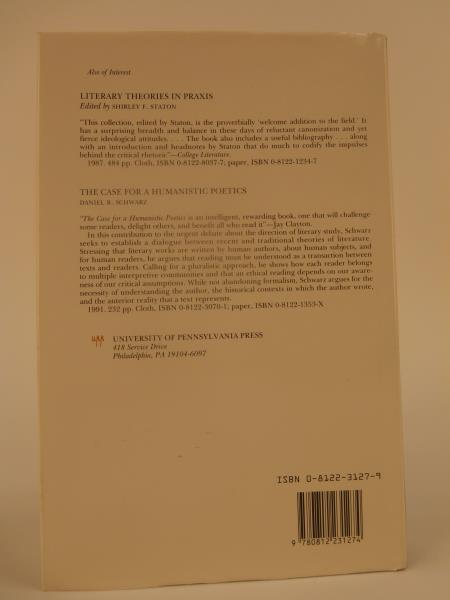 Also of Interest
LITERARY THEORIES IN PRAXIS
Edited by SHIRLEY F. STATON
"This collection, edited by Staton, is the proverbially 'welcome addition to the field.' It
has a surprising breadth and balance in these days of reluctant canonization and yet
fierce ideological attitudes. . . . The book also includes a useful bibliography . . . along
with an introduction and headnotes by Staton that do much to codify the impulses
behind the critical rhetoric"—College Literature.
1987. 484 pp. Cloth, ISBN 0-8122-8037-7; paper, ISBN 0-8122-1234-7
THE CASE FOR A HUMANISTIC POETICS
DANIEL R. SCHWARZ
"The Case for a Humanistic Poetics is an intelligent, rewarding book, one that will challenge
some readers, delight others, and benefit all who read it"—Jay Clayton.
In this contribution to the urgent debate about the direction of literary study, Schwarz
seeks to establish a dialogue between recent and traditional theories of literature.
Stressing that literary works are written by human authors, about human subjects, and
for human readers, he argues that reading must be understood as a transaction between
texts and readers. Calling for a pluralistic approach, he shows how each reader belongs
to multiple interpretive communities and that an ethical reading depends on our aware-
ness of our critical assumptions. While not abandoning formalism, Schwarz argues for the
necessity of understanding the author, the historical contexts in which the author wrote,
and the anterior reality that a text represents.
1991. 232 pp. Cloth, ISBN 0-8122-3070-1; paper, ISBN 0-8122-1353-X
UNIVERSITY OF PENNSYLVANIA PRESS
418 Service Drive
Philadelphia, PA 19104-6097
ISBN 0-8122-3127-9
9 780812 231274